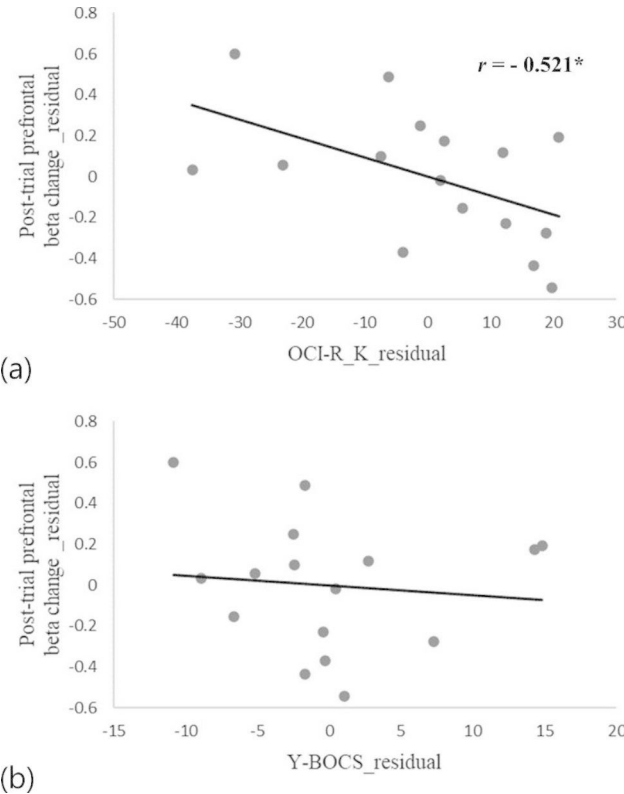 0.8
0.6
0.4
0.2
0
-0.2
-0.4
-0.6
Post-trial prefrontal
beta change _residual
r = - 0.521*
-50 -40 -30 -20 -10 0 10 20 30
OCI-R_K_residual
(a)
0.8
0.6
0.4
0.2
0
-0.2
-0.4
-0.6
-0.8
Post-trial prefrontal
beta change _residual
-15 -10 -5 0 5 10 15 20
Y-BOCS_residual
(b)